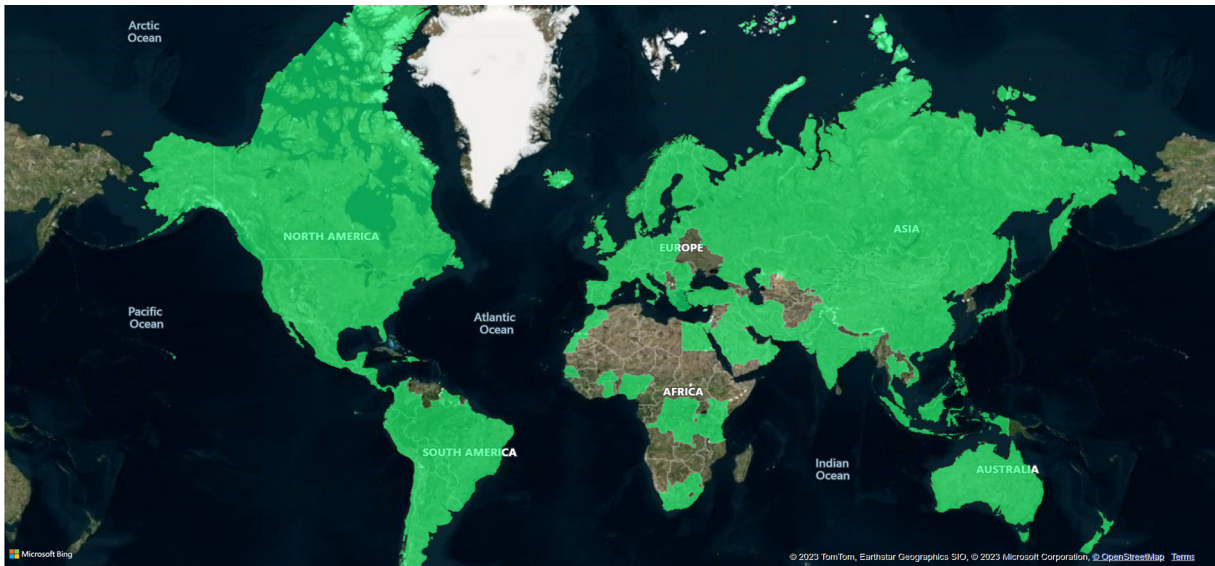 Arctic
Ocean
NORTH AMERICA
EUROPE
ASIA
Pacific
Ocean
Atlantic
Ocean
AFRICA
SOUTH AMERICA
Indian
Ocean
AUSTRALIA
Microsoft Bing
© 2023 TomTom, Earthstar Geographics SIO, © 2023 Microsoft Corporation, © OpenStreetMap Terms